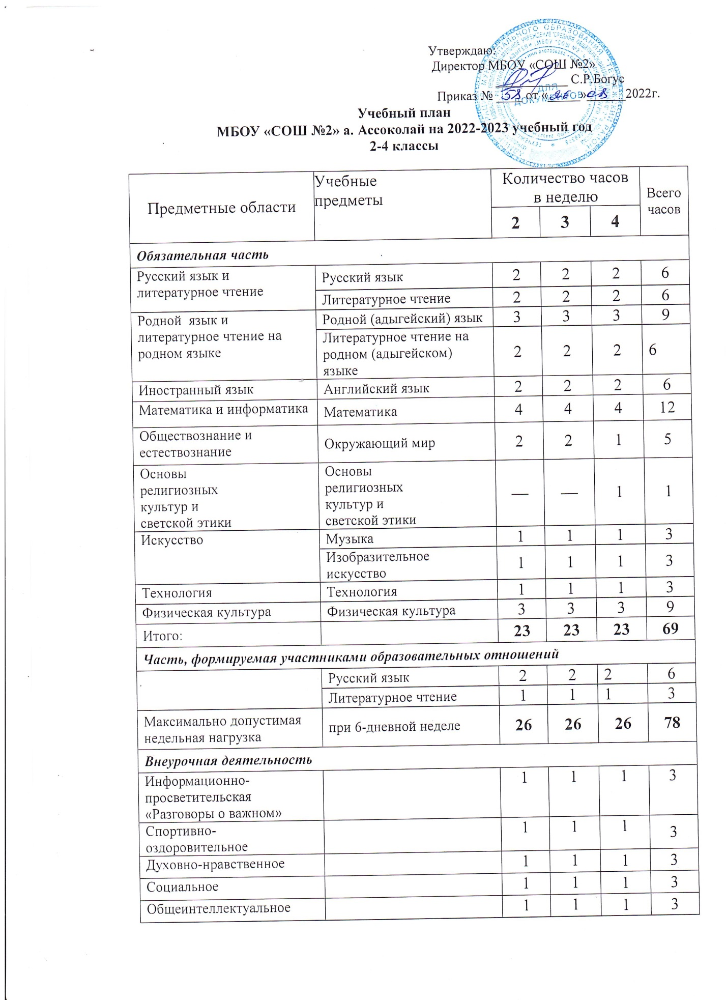 Утверждаю:
Директор МБОУ «СОШ №2»
С.Р.Богус
Приказ № 58 от «26»08 2022г.
ДЛЯ
ДОКУМЕНТОВ
Учебный план
МБОУ «СОШ №2» а. Ассоколай на 2022-2023 учебный год
2-4 классы
Предметные области
Учебные
предметы
Количество часов
в неделю
Всего
часов
2 3 4
Обязательная часть
Русский язык и
литературное чтение
Русский язык 2 2 2 6
Литературное чтение 2 2 2 6
Родной язык и
литературное чтение на
родном языке
Родной (адыгейский) язык 3 3 3 9
Литературное чтение на
родном (адыгейском)
языке
2 2 2 6
Иностранный язык Английский язык 2 2 2 6
Математика и информатика Математика 4 4 4 12
Обществознание и
естествознание
Окружающий мир 2 2 1 5
Основы
религиозных
культур и
светской этики
Основы
религиозных
культур и
светской этики
— — 1 1
Искусство Музыка 1 1 1 3
Изобразительное
искусство
1 1 1 3
Технология Технология 1 1 1 3
Физическая культура Физическая культура 3 3 3 9
Итого: 23 23 23 69
Часть, формируемая участниками образовательных отношений
Русский язык 2 2 2 6
Литературное чтение 1 1 1 3
Максимально допустимая
недельная нагрузка
при 6-дневной неделе 26 26 26 78
Внеурочная деятельность
Информационно-
просветительская
«Разговоры о важном»
1 1 1 3
Спортивно-
оздоровительное
1 1 1 3
Духовно-нравственное 1 1 1 3
Социальное 1 1 1 3
Общеинтеллектуальное 1 1 1 3